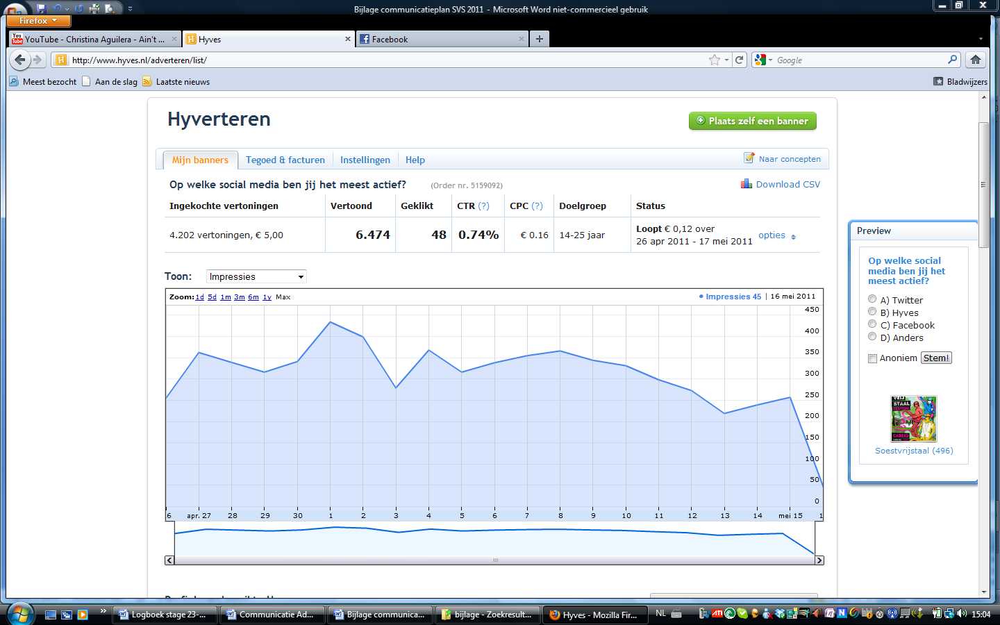 Bijlage communicatieplan SVS 2011 - Microsoft Word niet-commercieel gebruik
Firefox
YouTube - Christina Aguilera - Ain't ...
Hyves
Facebook
http://www.hyves.nl/adverteren/list/
Google
Meest bezocht
Aan de slag
Laatste nieuws
Bladwijzers
Hyverteren
Plaats zelf een banner
Mijn banners
Tegoed & facturen
Instellingen
Help
Naar concepten
Op welke social media ben jij het meest actief? (Order nr. 5159092)
Download CSV
Ingekochte vertoningen Vertoond Geklikt CTR (?) CPC (?) Doelgroep Status
4.202 vertoningen, € 5,00 6.474 48 0.74% € 0.16 14-25 jaar Loopt € 0,12 over
26 apr 2011 - 17 mei 2011 opties
Toon: Impressies
Zoom: 1d 5d 1m 3m 6m 1y Max
Impressies 45 | 16 mei 2011
450
400
350
300
250
200
150
100
50
0
6 apr. 27 28 29 30 1 2 3 4 5 6 7 8 9 10 11 12 13 14 mei 15 1
Preview
Op welke social
media ben jij het
meest actief?
A) Twitter
B) Hyves
C) Facebook
D) Anders
Anoniem Stem!
VRIJ
STAAL
Soestvrijstaal (496)
Logboek stage 23-...
Communicatie Ad...
Bijlage communica...
bijlage - Zoekresult...
Hyves - Mozilla Fir...
NL
15:04